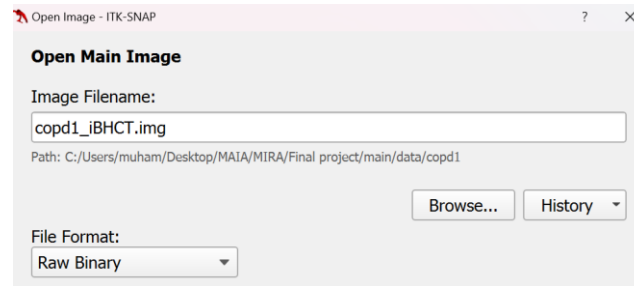 Open Image - ITK-SNAP
Open Main Image
Image Filename:
copd1_iBHCT.img
Path: C:/Users/muham/Desktop/MAIA/MIRA/Final project/main/data/copd1
Browse... History
File Format:
Raw Binary